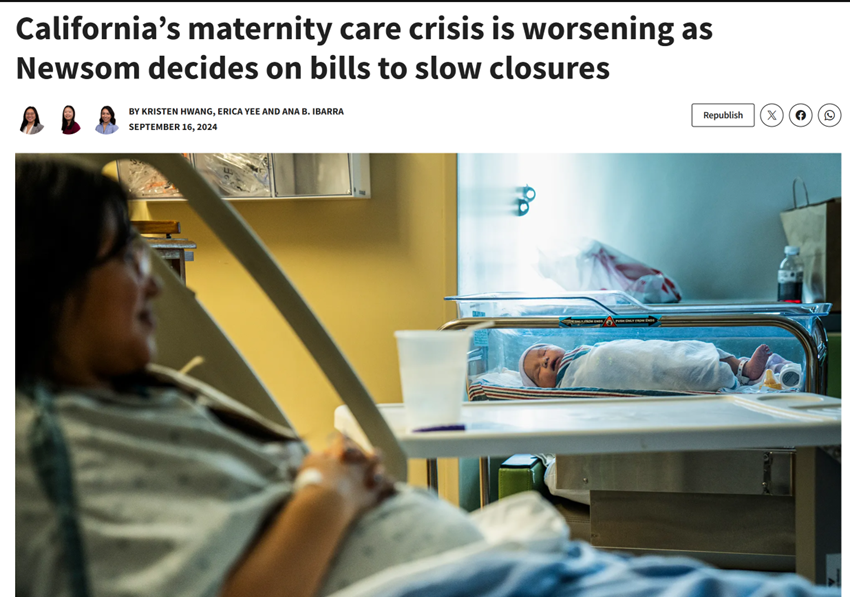 California’s maternity care crisis is worsening as
Newsom decides on bills to slow closures
BY KRISTEN HWANG, ERICA YEE AND ANA B. IBARRA
SEPTEMBER 16, 2024
Republish